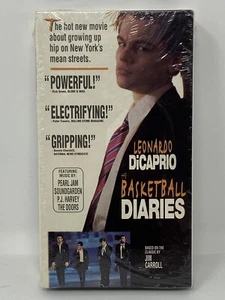 The hot new movie
about growing up
hip on New York's
mean streets.
"POWERFUL!"
"ELECTRIFYING!"
"GRIPPING!"
LEONARDO
DiCAPRIO
BASKETBALL
DIARIES
FEATURING
MUSIC BY
PEARL JAM
SOUNDGARDEN
P.J. HARVEY
THE DOORS
BASED ON THE
CLASSIC BY
JIM
CARROLL